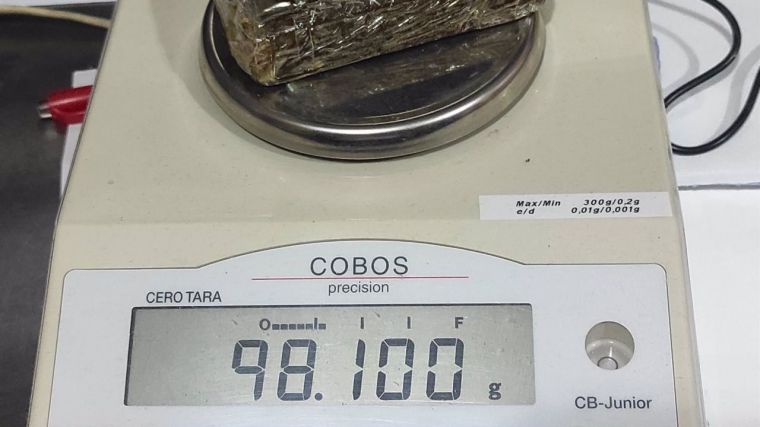 Max/Min 300g/0,2g
e/d 0,01g/0,001g
COBOS
precision
CERO TARA
O I I F
98.100 g
CB-Junior